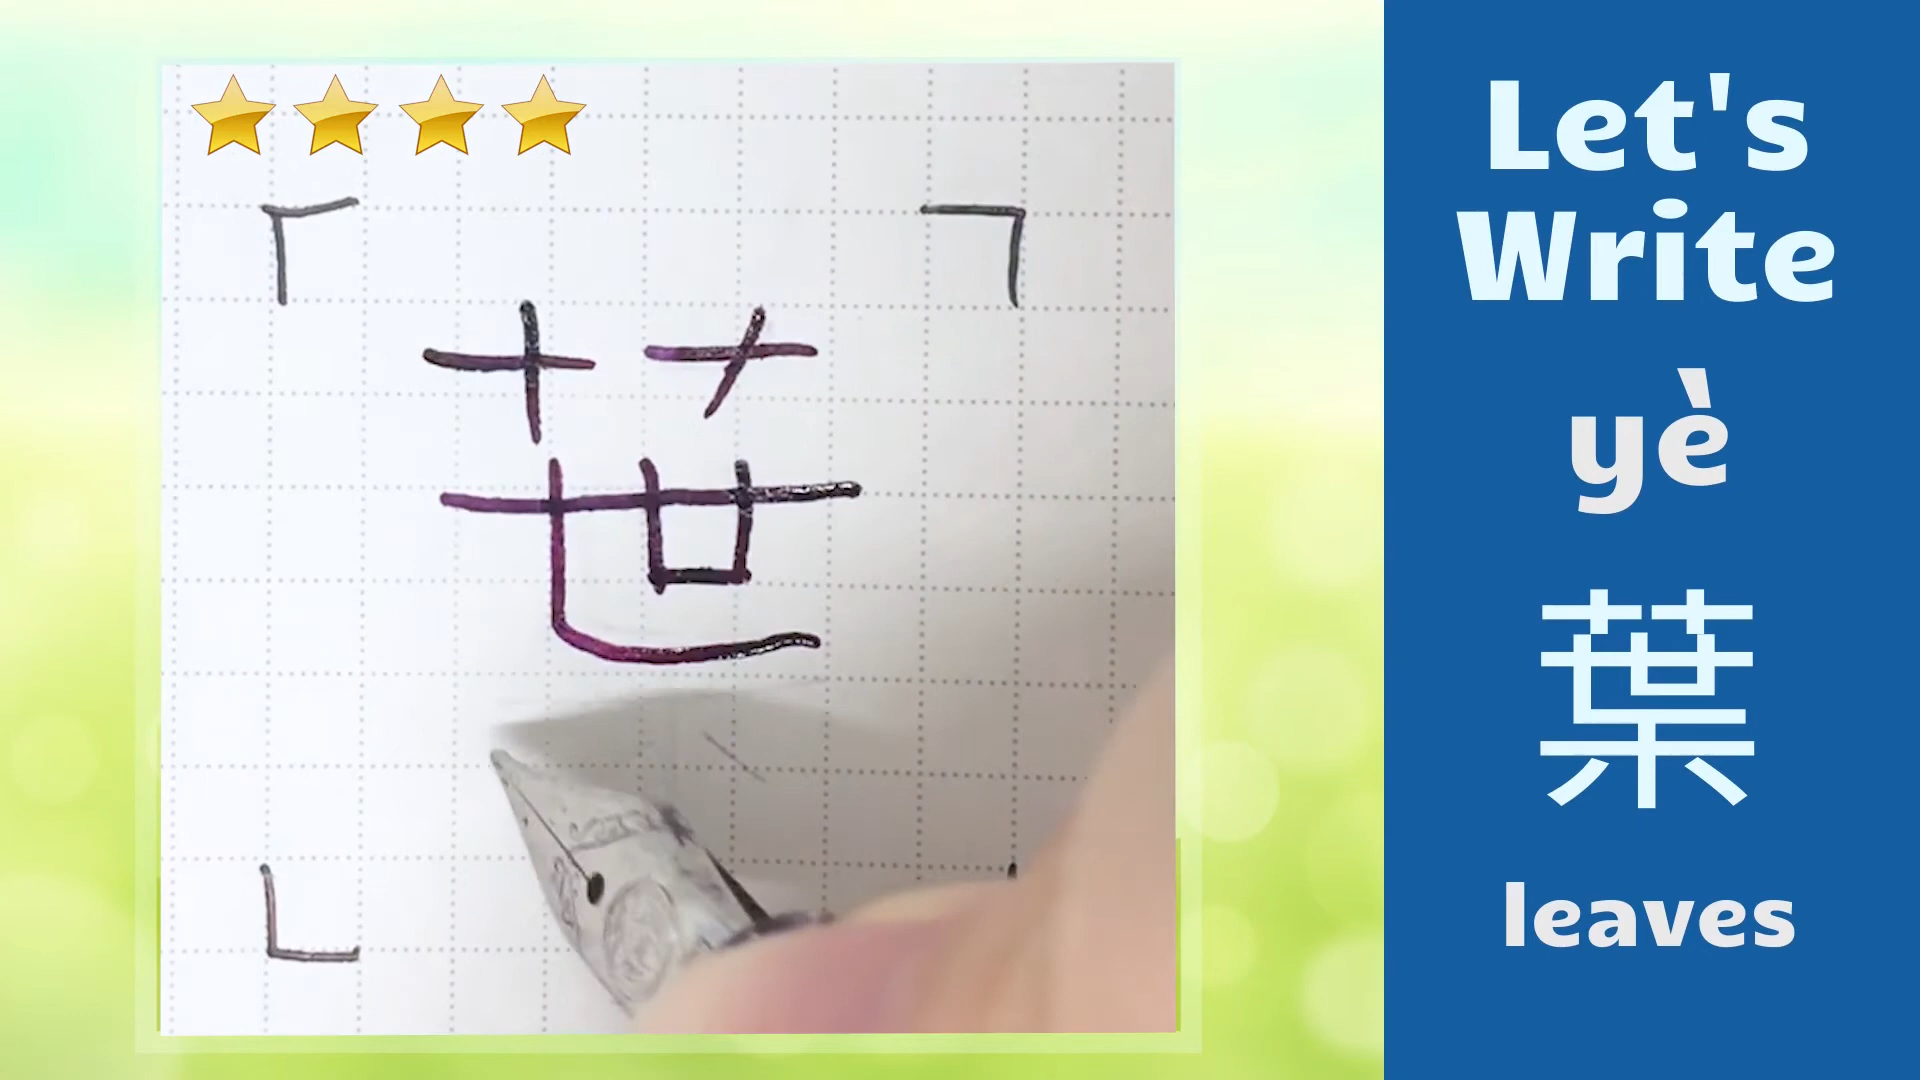 Let's
Write
yè
葉
leaves